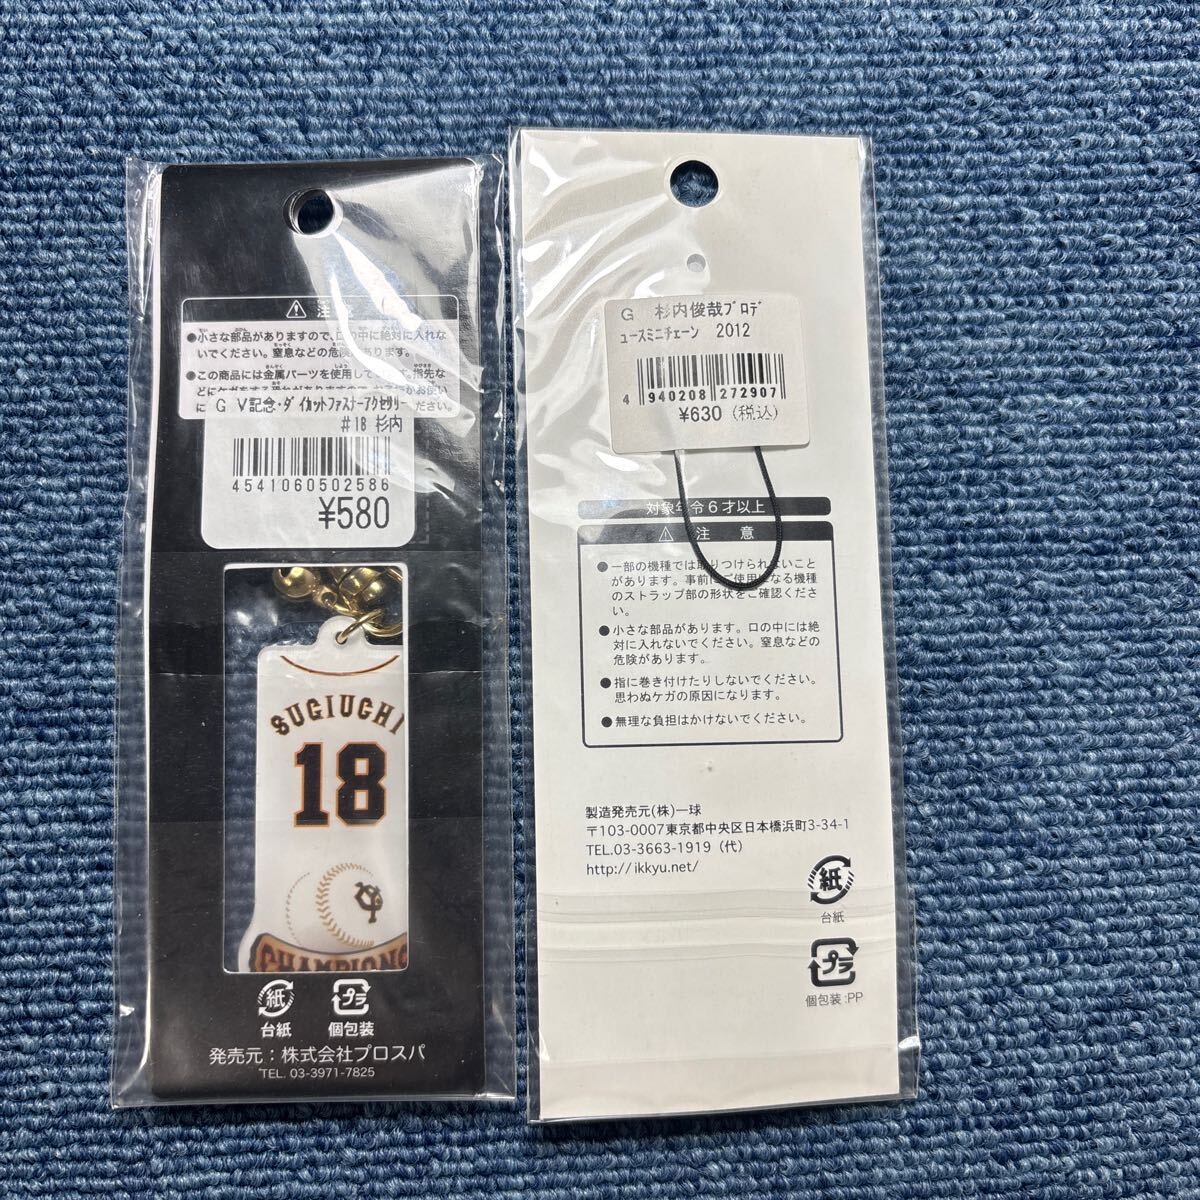 注
●小さな部品がありますので、口の中に絶対に入れな
いでください。窒息などの危険があります。
●この商品には金属パーツを使用して
指先な
ださい。
G V記念・ダイカットファスナーアクセサリー
#18 杉内
4541060502586
¥580
SUGIUCHI
18
CHAMPIONS
紙
台紙
プラ
個包装
発売元：株式会社プロスパ
TEL. 03-3971-7825
G 杉内俊哉プロデ
ュースミニチェーン 2012
4 940208 272907
¥630 (税込)
対象年令6才以上
注 意
●一部の機種では取りつけられないこと
があります。事前にご使用になる機種
のストラップ部の形状をご確認くださ
い。
●小さな部品があります。口の中には絶
対に入れないでください。窒息などの
危険があります。
●指に巻き付けたりしないでください。
思わぬケガの原因になります。
●無理な負担はかけないでください。
製造発売元(株)一球
〒103-0007東京都中央区日本橋浜町3-34-1
TEL.03-3663-1919 (代)
http://ikkyu.net/
紙
台紙
プラ
個包装:PP